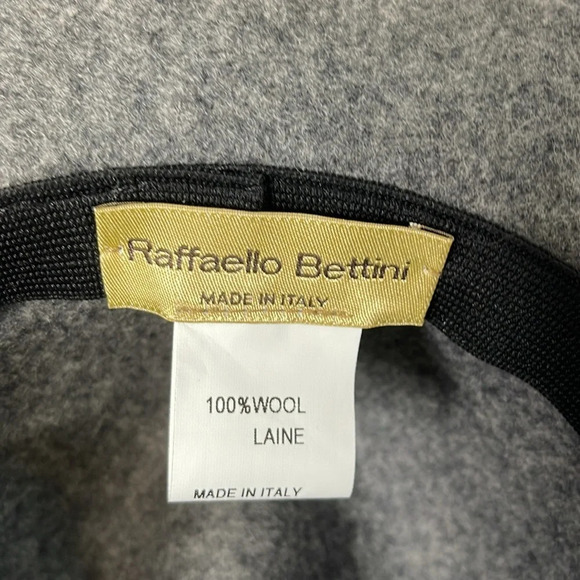 Raffaello Bettini
MADE IN ITALY
100%WOOL
LAINE
MADE IN ITALY